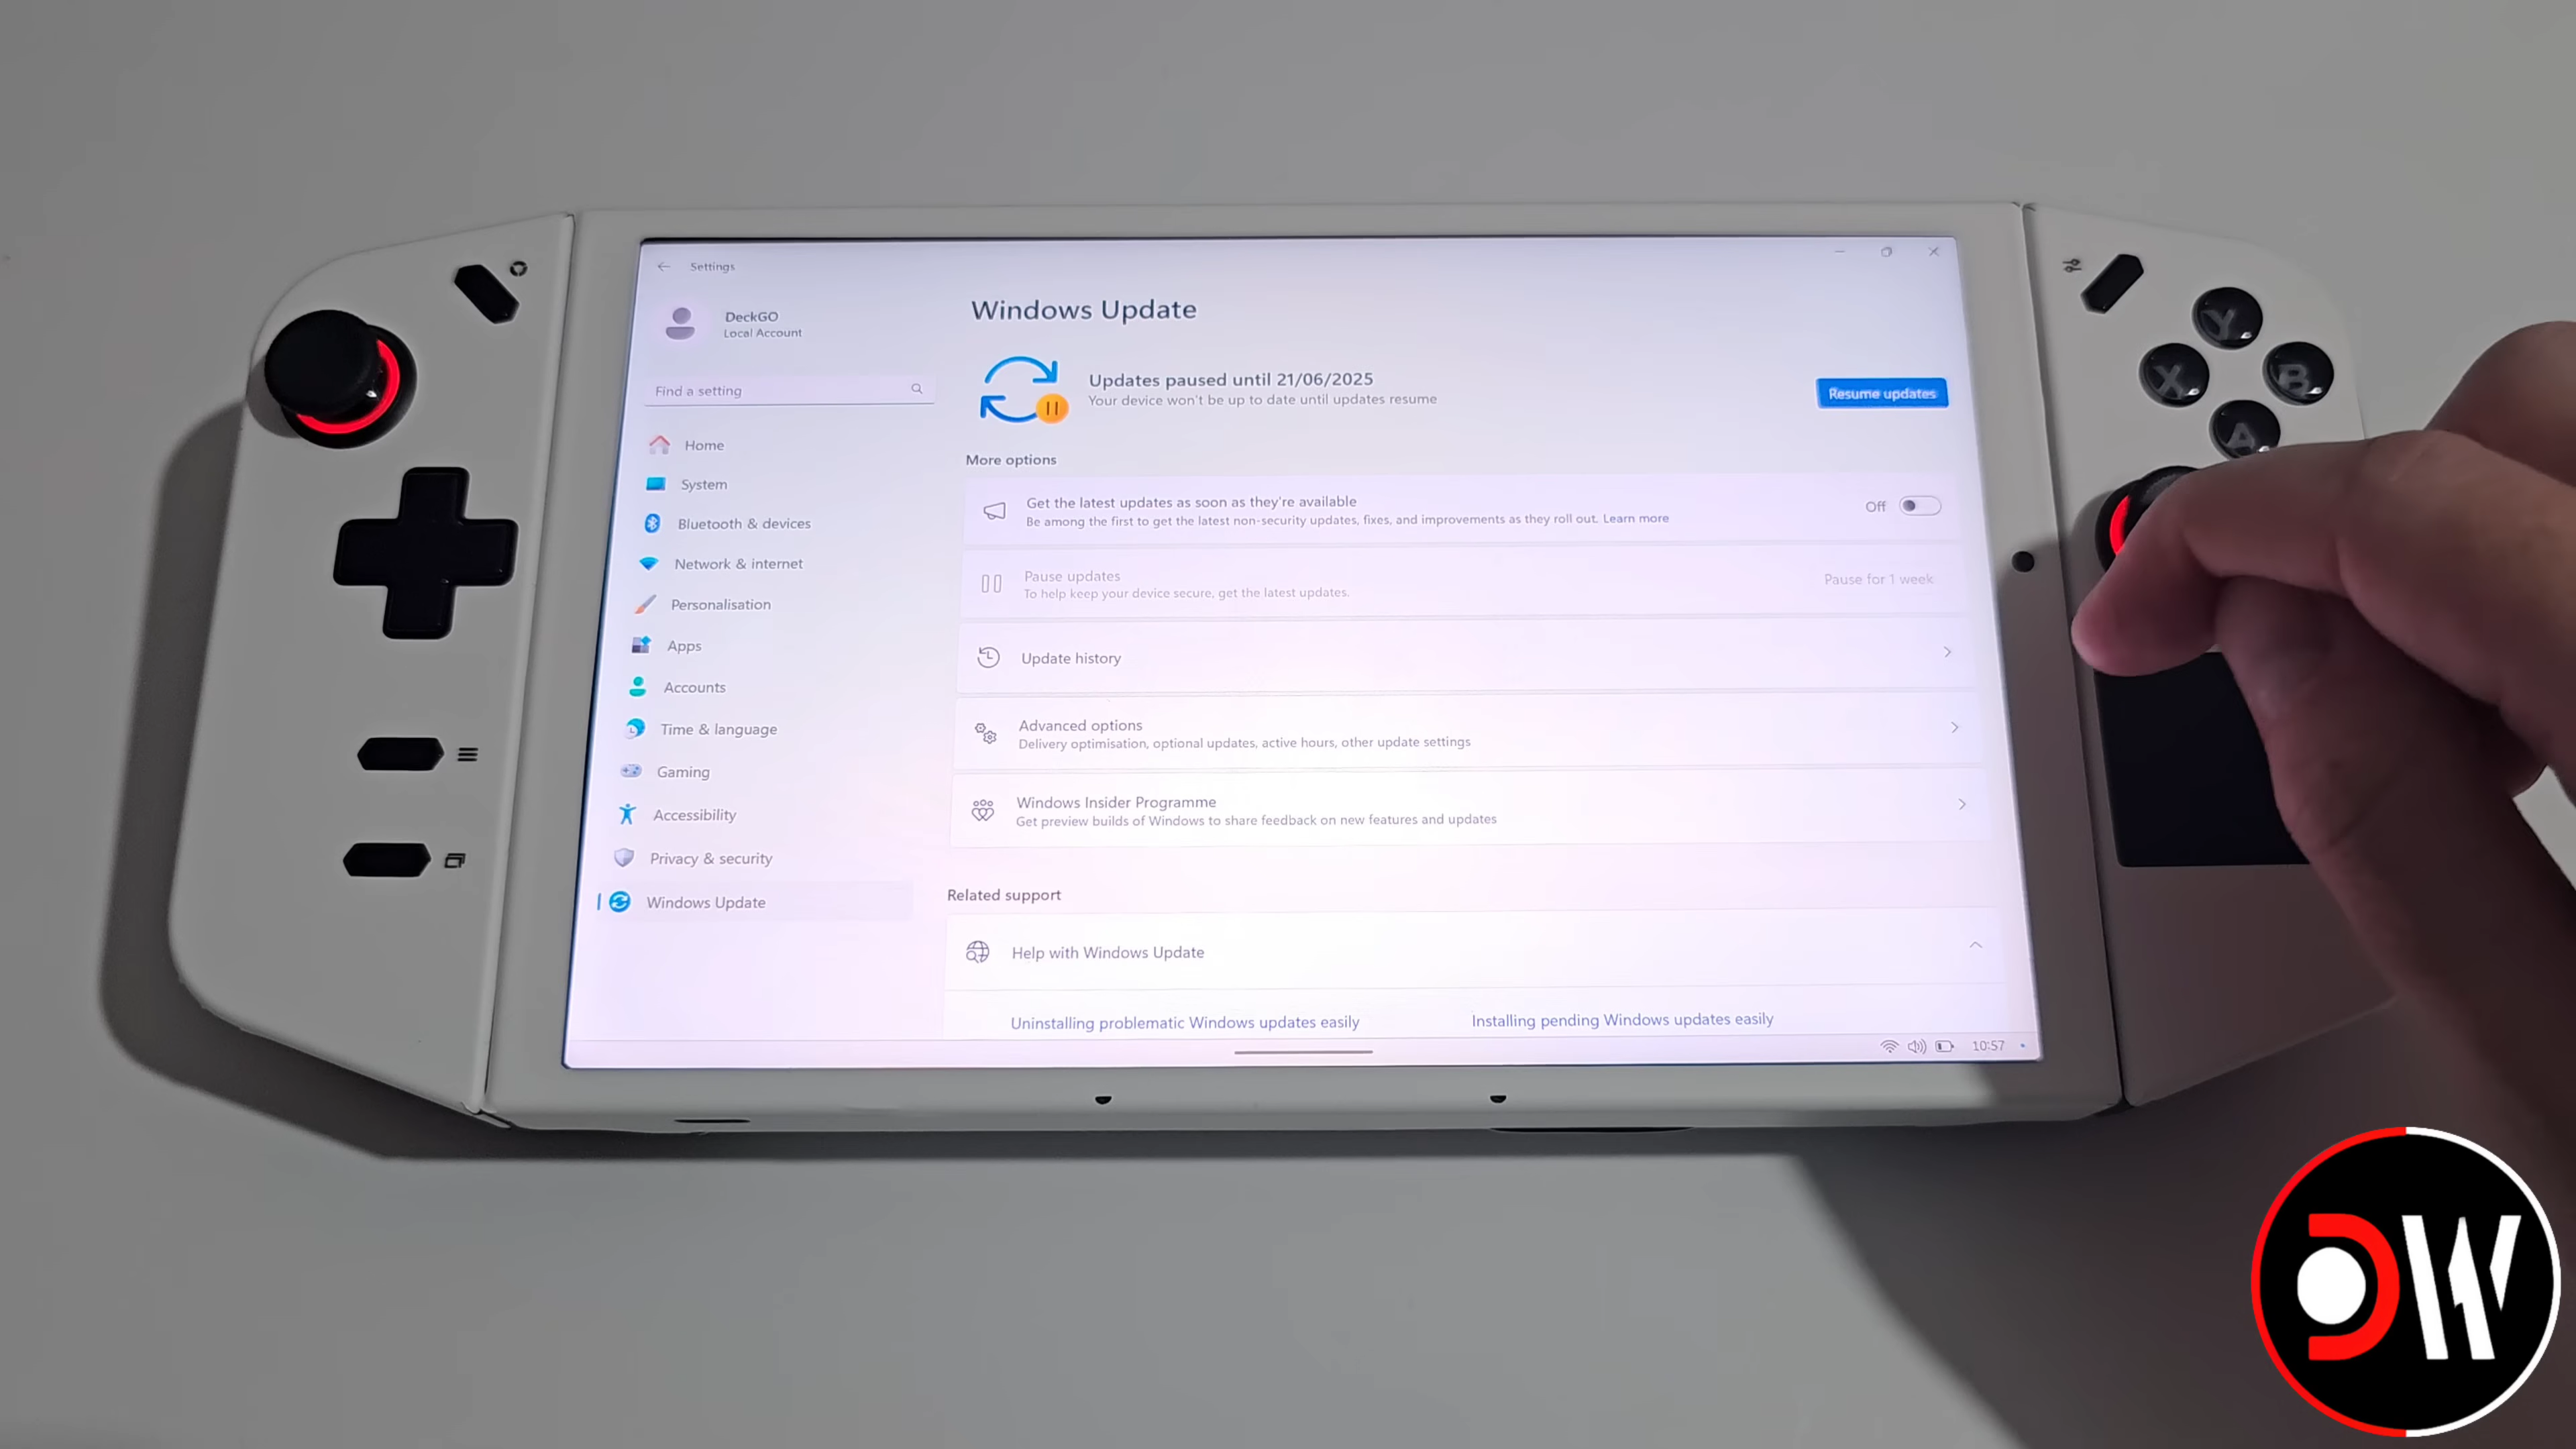 Settings
DeckGO
Local Account
Find a setting
Home
System
Bluetooth & devices
Network & internet
Personalisation
Apps
Accounts
Time & language
Gaming
Accessibility
Privacy & security
Windows Update
Windows Update
Updates paused until 21/06/2025
Your device won't be up to date until updates resume
Resume updates
More options
Get the latest updates as soon as they're available
Be among the first to get the latest non-security updates, fixes, and improvements as they roll out. Learn more
Off
Pause updates
To help keep your device secure, get the latest updates.
Pause for 1 week
Update history
Advanced options
Delivery optimisation, optional updates, active hours, other update settings
Windows Insider Programme
Get preview builds of Windows to share feedback on new features and updates
Related support
Help with Windows Update
Uninstalling problematic Windows updates easily
Installing pending Windows updates easily
10:57
Y
X
B
A
DW